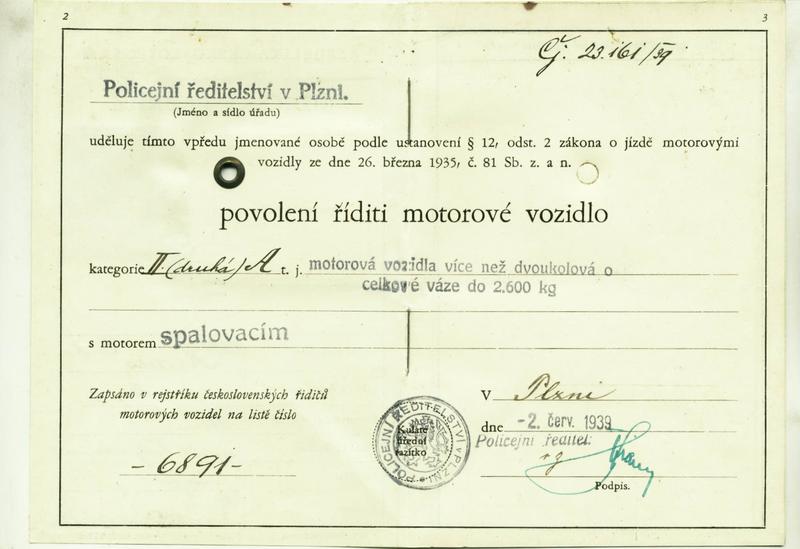 2
3
Čj. 23.161/39
Policejní ředitelství v Plzni.
(Jméno a sídlo úřadu)
uděluje tímto vpředu jmenované osobě podle ustanovení § 12, odst. 2 zákona o jízdě motorovými
vozidly ze dne 26. března 1935, č. 81 Sb. z. a n.
povolení říditi motorové vozidlo
kategorie II. (druhá) A t. j. motorová vozidla více než dvoukolová o
celkové váze do 2.600 kg
s motorem spalovacím
Zapsáno v rejstříku československých řidičů
motorových vozidel na listě číslo
-6891-
POLICEJNÍ ŘEDITELSTVÍ V PLZNI
Kulaté
úřední
razítko
V Plzni
dne -2. červ. 1939
Policejní ředitel:
Podpis.